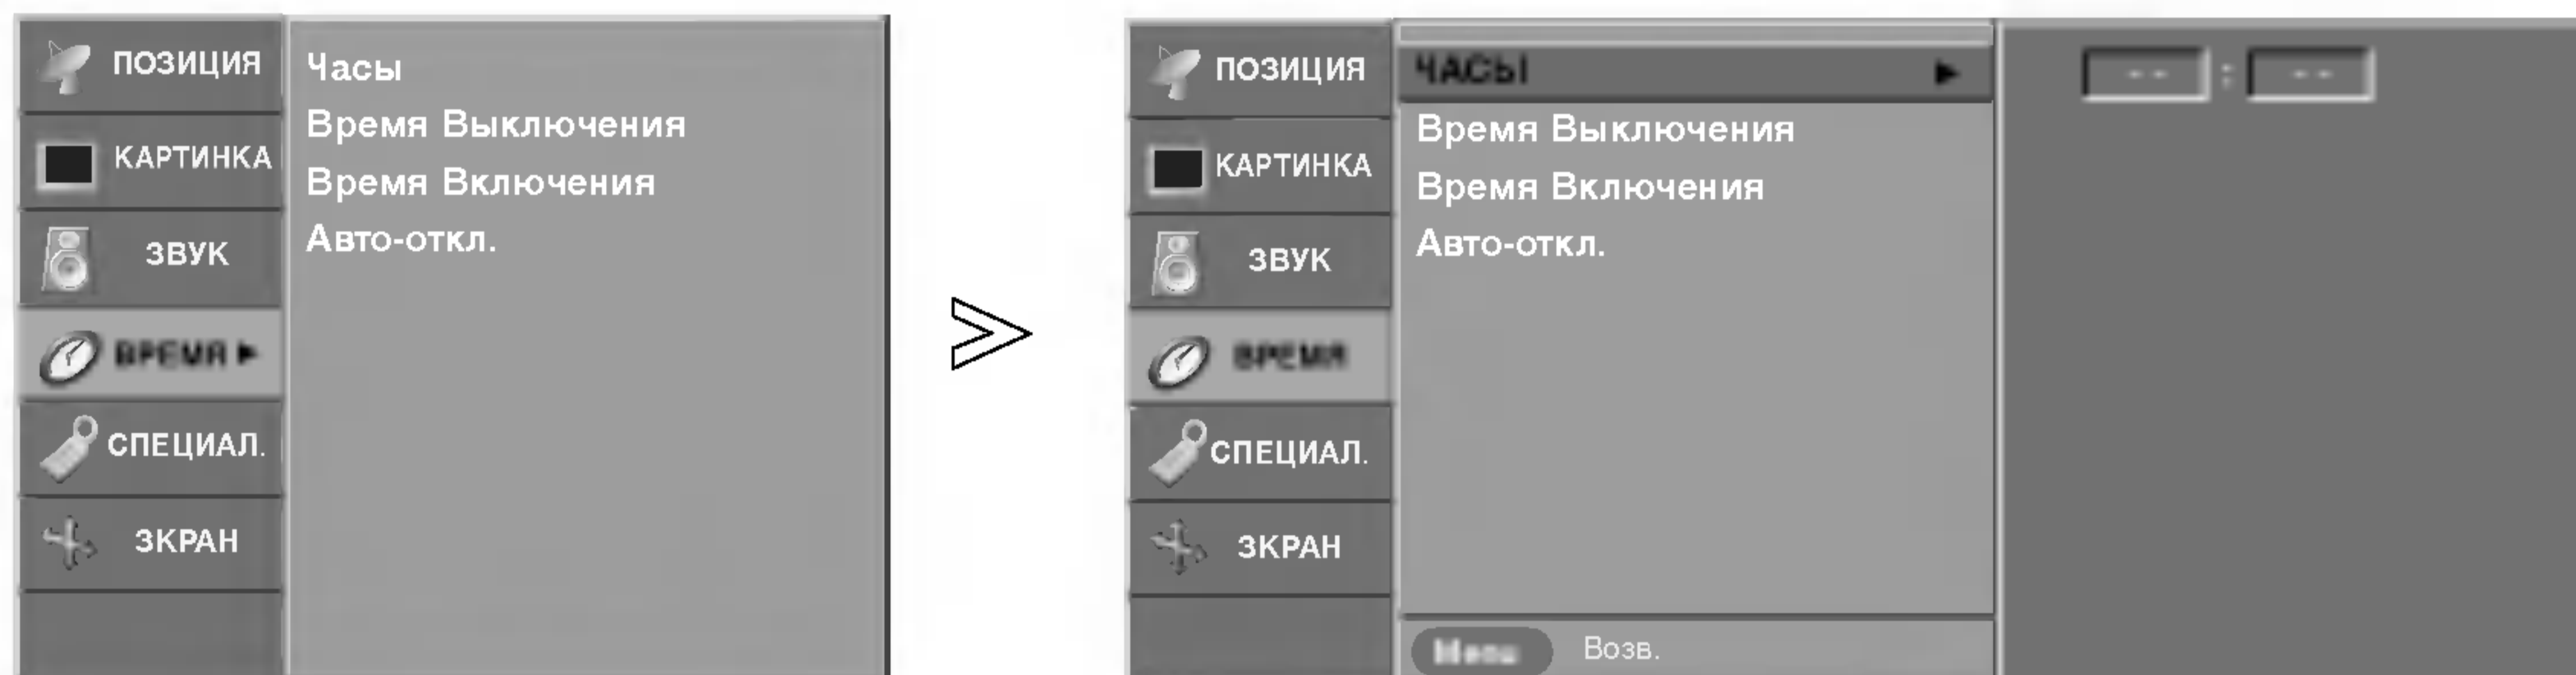 ПОЗИЦИЯ
КАРТИНКА
ЗВУК
ВРЕМЯ ►
СПЕЦИАЛ.
ЗКРАН
Часы
Время Выключения
Время Включения
Авто-откл.
ПОЗИЦИЯ
КАРТИНКА
ЗВУК
ВРЕМЯ
СПЕЦИАЛ.
ЗКРАН
ЧАСЫ ►
Время Выключения
Время Включения
Авто-откл.
Menu Возв.
-- : --